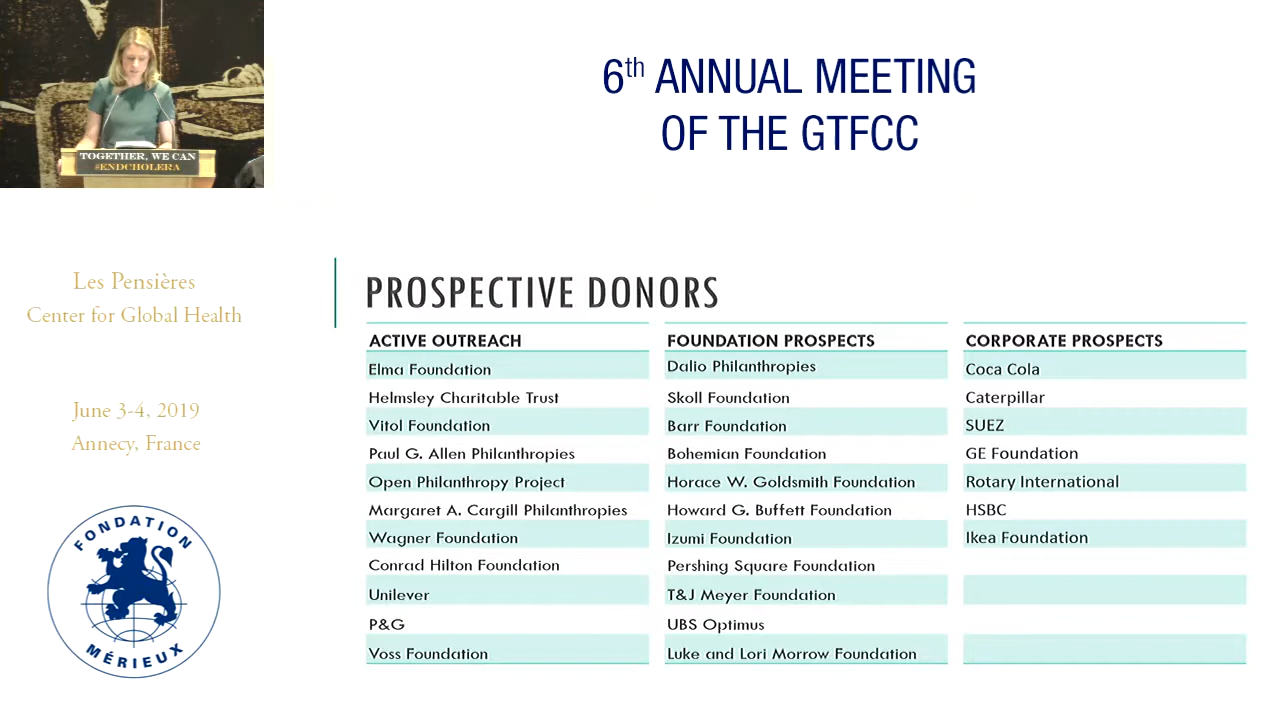 6th ANNUAL MEETING
OF THE GTFCC
TOGETHER, WE CAN
#ENDCHOLERA
Les Pensières
Center for Global Health
June 3-4, 2019
Annecy, France
FONDATION
MÉRIEUX
PROSPECTIVE DONORS
ACTIVE OUTREACH
Elma Foundation
Helmsley Charitable Trust
Vitol Foundation
Paul G. Allen Philanthropies
Open Philanthropy Project
Margaret A. Cargill Philanthropies
Wagner Foundation
Conrad Hilton Foundation
Unilever
P&G
Voss Foundation
FOUNDATION PROSPECTS
Dalio Philanthropies
Skoll Foundation
Barr Foundation
Bohemian Foundation
Horace W. Goldsmith Foundation
Howard G. Buffett Foundation
Izumi Foundation
Pershing Square Foundation
T&J Meyer Foundation
UBS Optimus
Luke and Lori Morrow Foundation
CORPORATE PROSPECTS
Coca Cola
Caterpillar
SUEZ
GE Foundation
Rotary International
HSBC
Ikea Foundation